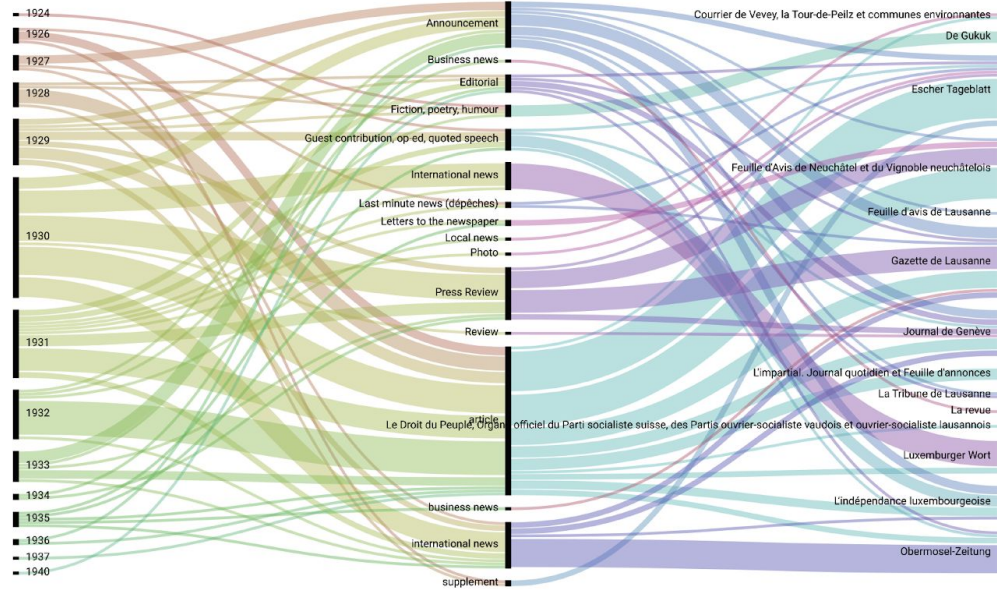 1924
1926
1927
1928
1929
1930
1931
1932
1933
1934
1935
1936
1937
1940
Announcement
Business news
Editorial
Fiction, poetry, humour
Guest contribution, op-ed, quoted speech
International news
Last minute news (dépêches)
Letters to the newspaper
Local news
Photo
Press Review
Review
article
business news
international news
supplement
Courrier de Vevey, la Tour-de-Peilz et communes environnantes
De Gukuk
Escher Tageblatt
Feuille d'Avis de Neuchâtel et du Vignoble neuchâtelois
Feuille d'avis de Lausanne
Gazette de Lausanne
Journal de Genève
L'impartial. Journal quotidien et Feuille d'annonces
La Tribune de Lausanne
La revue
Le Droit du Peuple, Organe officiel du Parti socialiste suisse, des Partis ouvrier-socialiste vaudois et ouvrier-socialiste lausannois
Luxemburger Wort
L'indépendance luxembourgeoise
Obermosel-Zeitung